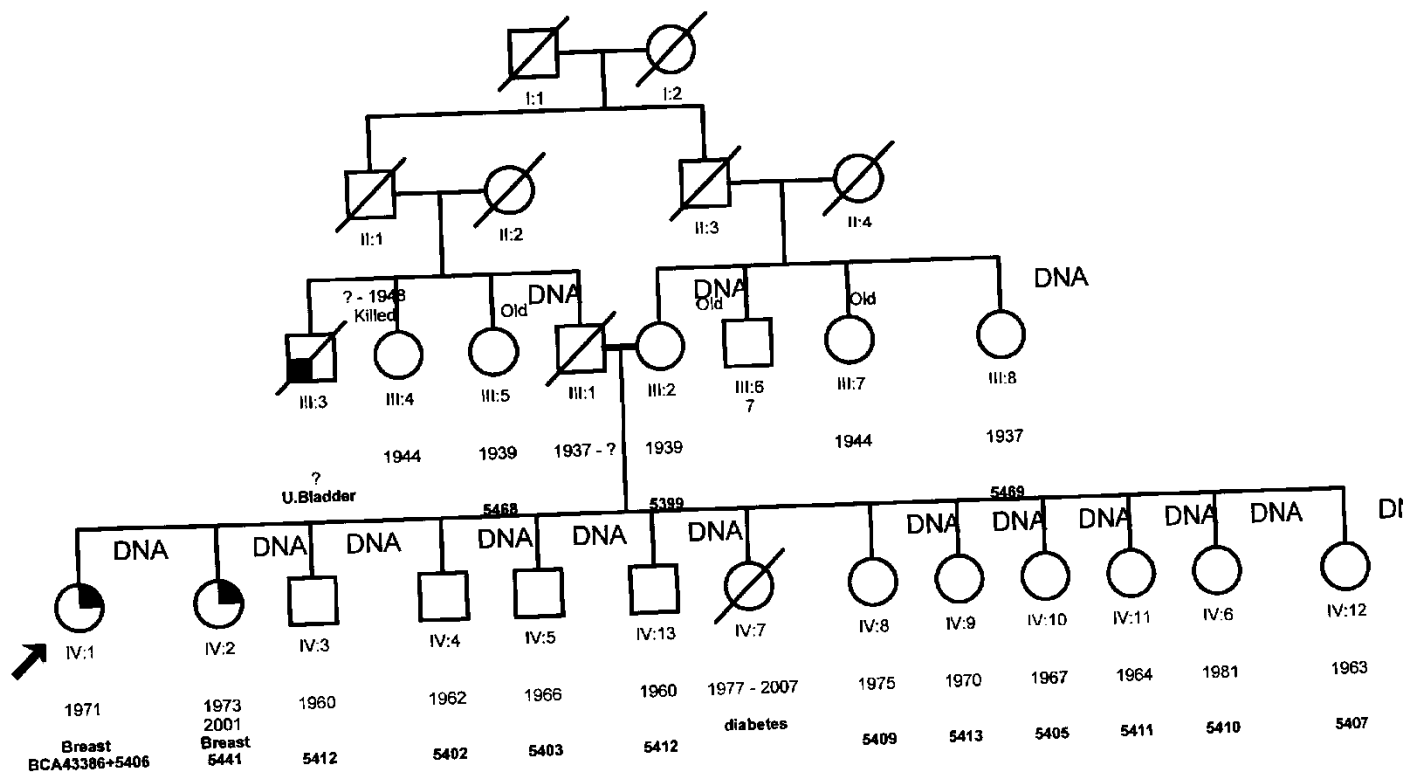 I:1 I:2
II:1 II:2 II:3 II:4
? - 1948 Killed Old DNA Old DNA Old DNA
III:3 III:4 III:5 III:1 III:2 III:6 III:7 III:8
7
1944 1939 1937 - ? 1939 1944 1937
?
U.Bladder
5468 5399 5469
DNA DNA DNA DNA DNA DNA DNA DNA DNA DNA DNA
IV:1 IV:2 IV:3 IV:4 IV:5 IV:13 IV:7 IV:8 IV:9 IV:10 IV:11 IV:6 IV:12
1971 1973 1960 1962 1966 1960 1977 - 2007 1975 1970 1967 1964 1981 1963
2001
Breast Breast diabetes
BCA43386+5406 5441 5412 5402 5403 5412 5409 5413 5405 5411 5410 5407